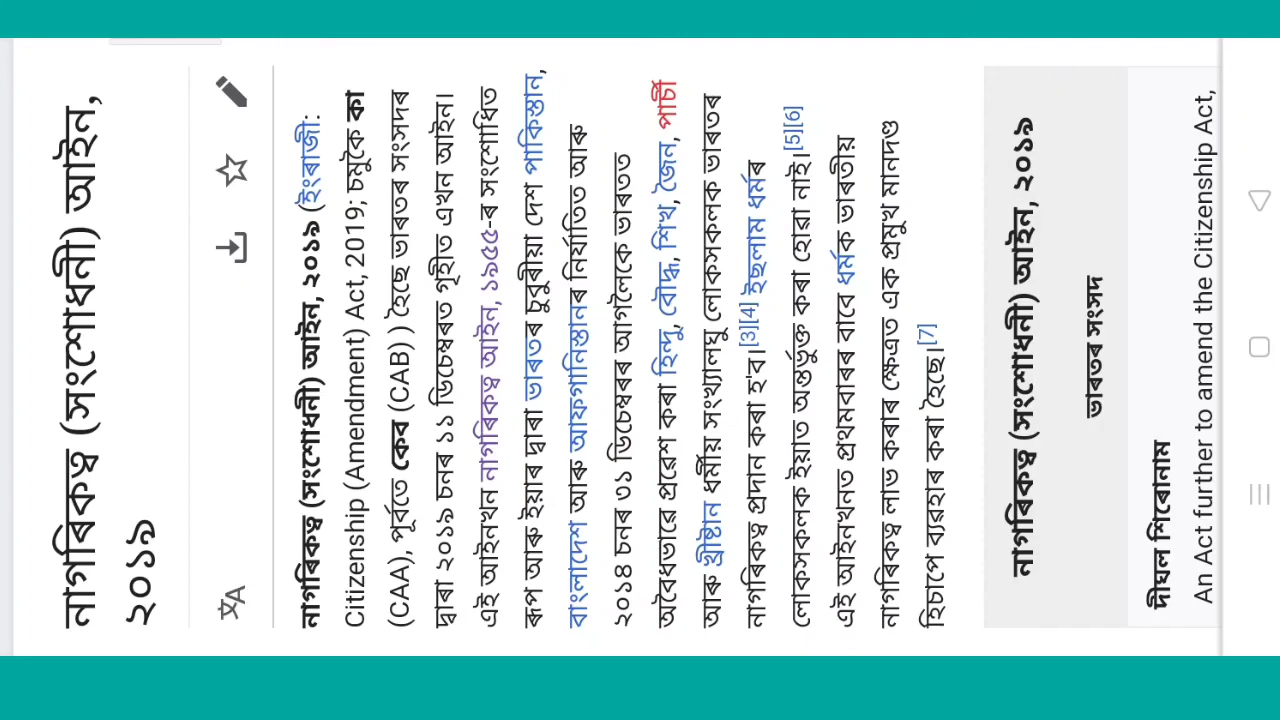 নাগৰিকত্ব (সংশোধনী) আইন,
২০১৯
নাগৰিকত্ব (সংশোধনী) আইন, ২০১৯ (ইংৰাজী:
Citizenship (Amendment) Act, 2019; চমুকৈ কা
(CAA), পূৰ্বতে কেব (CAB) ) হৈছে ভাৰতৰ সংসদৰ
দ্বাৰা ২০১৯ চনৰ ১১ ডিচেম্বৰত গৃহীত এখন আইন।
এই আইনখন নাগৰিকত্ব আইন, ১৯৫৫-ৰ সংশোধিত
ৰূপ আৰু ইয়াৰ দ্বাৰা ভাৰতৰ চুবুৰীয়া দেশ পাকিস্তান,
বাংলাদেশ আৰু আফগানিস্তানৰ নিৰ্যাতিত আৰু
২০১৪ চনৰ ৩১ ডিচেম্বৰৰ আগলৈকে ভাৰতত
অবৈধভাৱে প্ৰৱেশ কৰা হিন্দু, বৌদ্ধ, শিখ, জৈন, পাৰ্চী
আৰু খ্ৰীষ্টান ধৰ্মীয় সংখ্যালঘু লোকসকলক ভাৰতৰ
নাগৰিকত্ব প্ৰদান কৰা হ'ব।[3][4] ইছলাম ধৰ্মৰ
লোকসকলক ইয়াত অন্তৰ্ভুক্ত কৰা হোৱা নাই।[5][6]
এই আইনখনত প্ৰথমবাৰৰ বাবে ধৰ্মক ভাৰতীয়
নাগৰিকত্ব লাভ কৰাৰ ক্ষেত্ৰত এক প্ৰমুখ মানদণ্ড
হিচাপে ব্যৱহাৰ কৰা হৈছে।[7]
নাগৰিকত্ব (সংশোধনী) আইন, ২০১৯
ভাৰতৰ সংসদ
দীঘল শিৰোনাম
An Act further to amend the Citizenship Act,